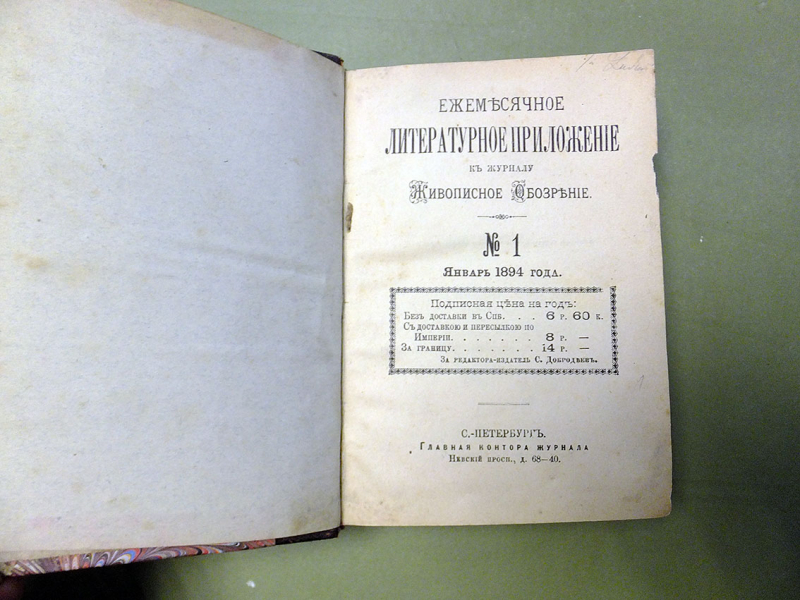 ЕЖЕМѢСЯЧНОЕ
ЛИТЕРАТУРНОЕ ПРИЛОЖЕНІЕ
КЪ ЖУРНАЛУ
Живописное Обозрѣніе.
№ 1
Январь 1894 года.
Подписная цѣна на годъ:
Безъ доставки въ Спб. . . 6 р. 60 к.
Съ доставкою и пересылкою по
Имперіи. . . . . . . 8 р. —
За границу. . . . . . . 14 р. —
За редактора-издатель С. Добродѣевъ.
С.-ПЕТЕРБУРГЪ.
Главная контора журнала
Невскій просп., д. 68—40.